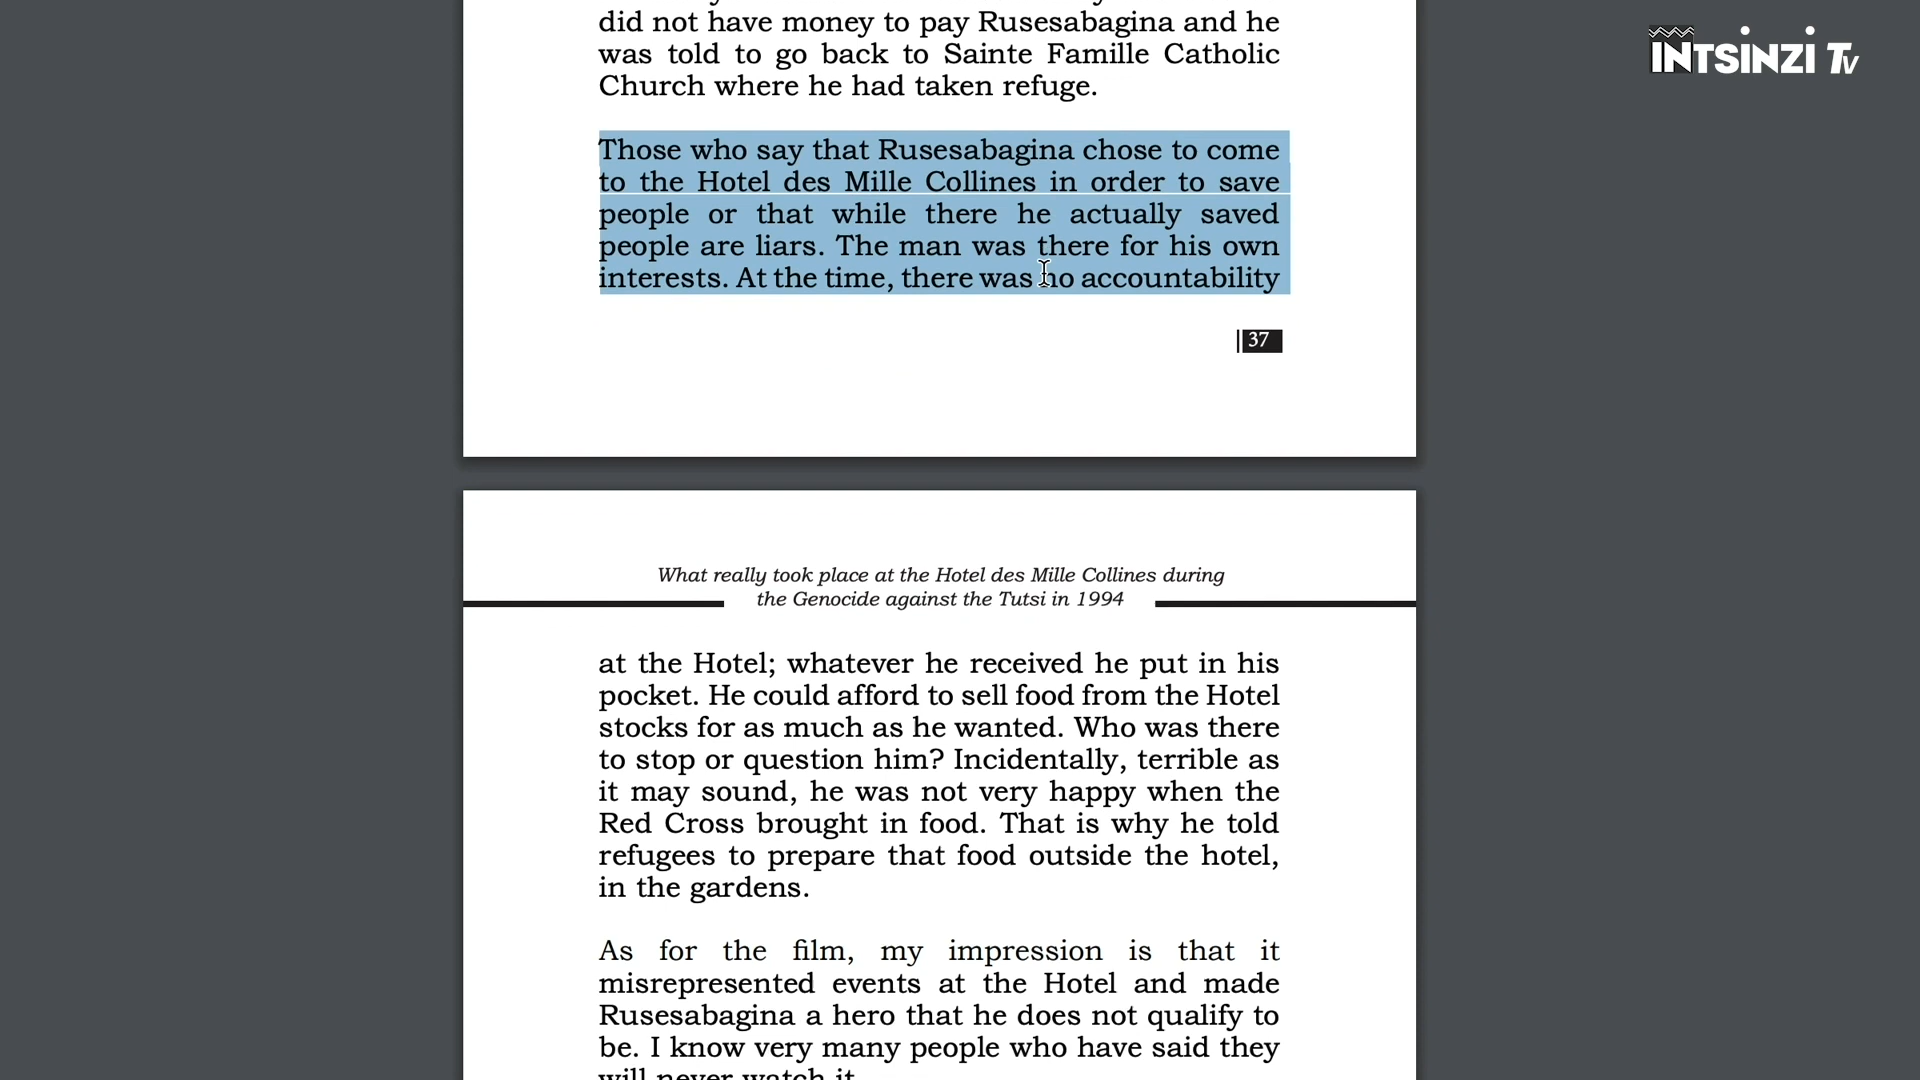 INTSINZI TV
did not have money to pay Rusesabagina and he
was told to go back to Sainte Famille Catholic
Church where he had taken refuge.
Those who say that Rusesabagina chose to come
to the Hotel des Mille Collines in order to save
people or that while there he actually saved
people are liars. The man was there for his own
interests. At the time, there was no accountability
37
What really took place at the Hotel des Mille Collines during
the Genocide against the Tutsi in 1994
at the Hotel; whatever he received he put in his
pocket. He could afford to sell food from the Hotel
stocks for as much as he wanted. Who was there
to stop or question him? Incidentally, terrible as
it may sound, he was not very happy when the
Red Cross brought in food. That is why he told
refugees to prepare that food outside the hotel,
in the gardens.
As for the film, my impression is that it
misrepresented events at the Hotel and made
Rusesabagina a hero that he does not qualify to
be. I know very many people who have said they
will never watch it.